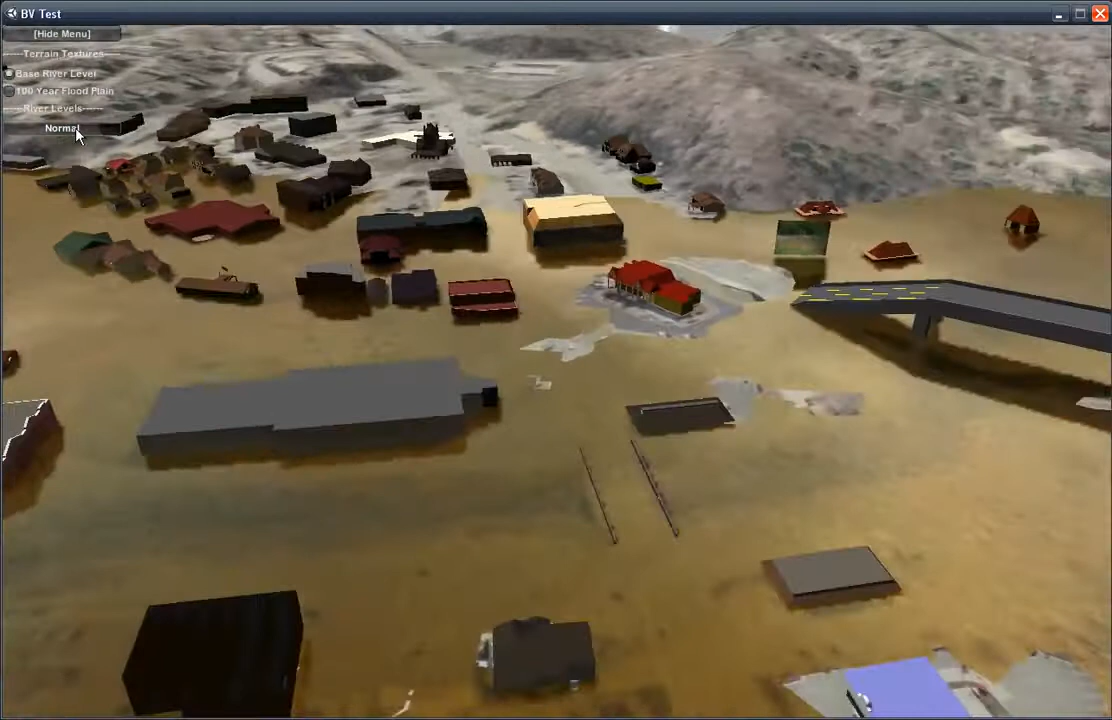 BV Test
[Hide Menu]
-----Terrain Textures-----
Base River Level
100 Year Flood Plain
-----River Levels------
Normal